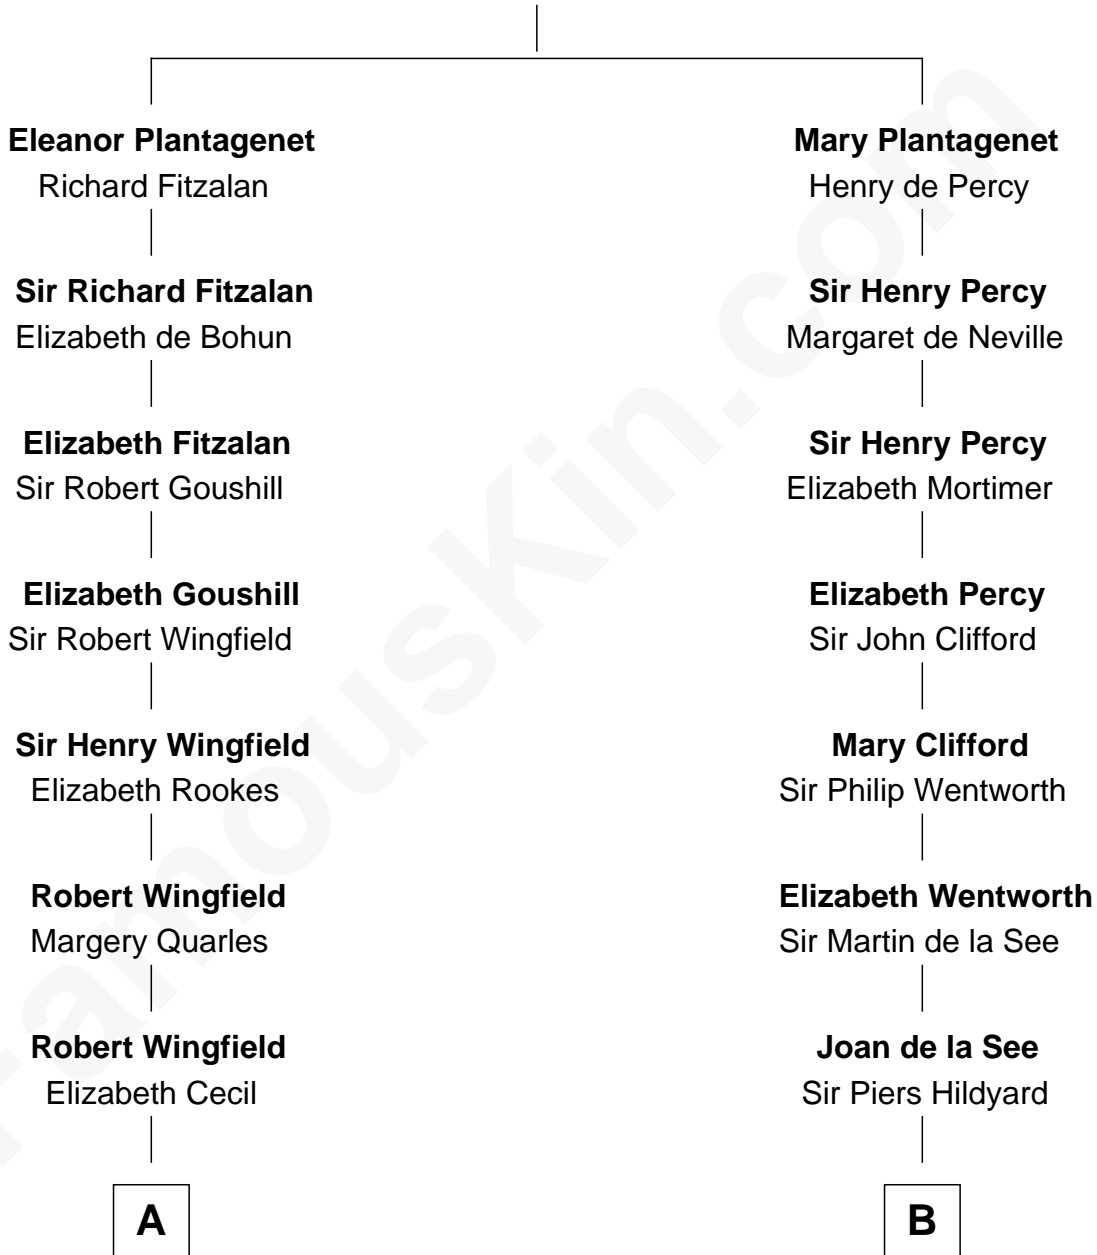 Eleanor Plantagenet
Richard Fitzalan
Sir Richard Fitzalan
Elizabeth de Bohun
Elizabeth Fitzalan
Sir Robert Goushill
Elizabeth Goushill
Sir Robert Wingfield
Sir Henry Wingfield
Elizabeth Rookes
Robert Wingfield
Margery Quarles
Robert Wingfield
Elizabeth Cecil
A
Mary Plantagenet
Henry de Percy
Sir Henry Percy
Margaret de Neville
Sir Henry Percy
Elizabeth Mortimer
Elizabeth Percy
Sir John Clifford
Mary Clifford
Sir Philip Wentworth
Elizabeth Wentworth
Sir Martin de la See
Joan de la See
Sir Piers Hildyard
B
FamousKin.com